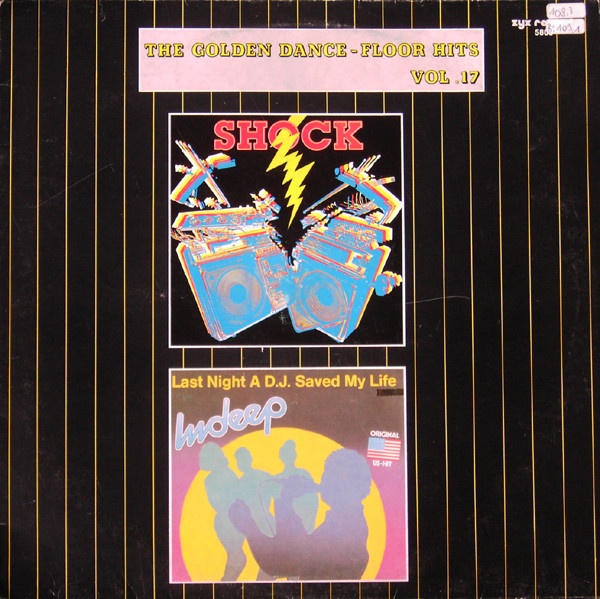 THE GOLDEN DANCE-FLOOR HITS
VOL .17
SHOCK
Last Night A D.J. Saved My Life
Indeep
ORIGINAL
US-HIT
zyx